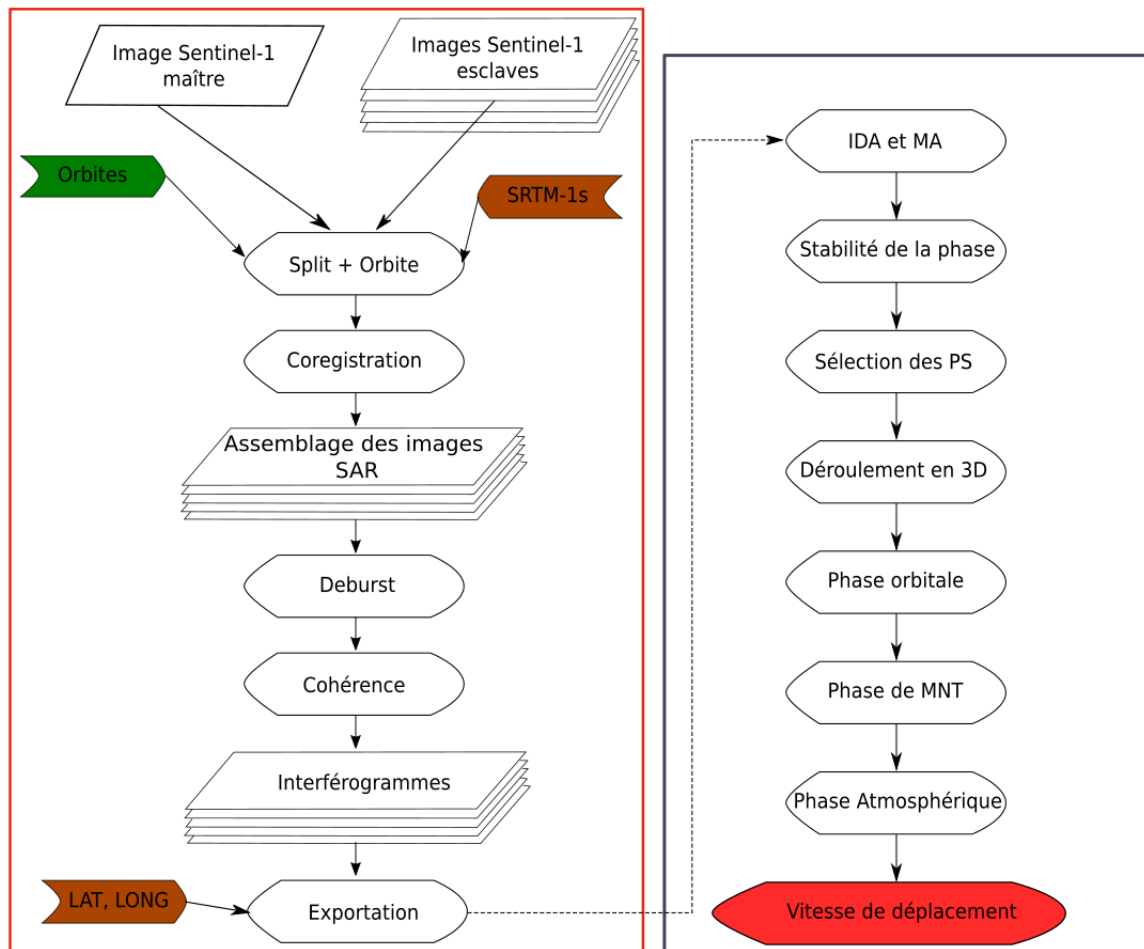 Image Sentinel-1
maître
Images Sentinel-1
esclaves
Orbites
SRTM-1s
Split + Orbite
Coregistration
Assemblage des images
SAR
Deburst
Cohérence
Interférogrammes
LAT, LONG
Exportation
IDA et MA
Stabilité de la phase
Sélection des PS
Déroulement en 3D
Phase orbitale
Phase de MNT
Phase Atmosphérique
Vitesse de déplacement